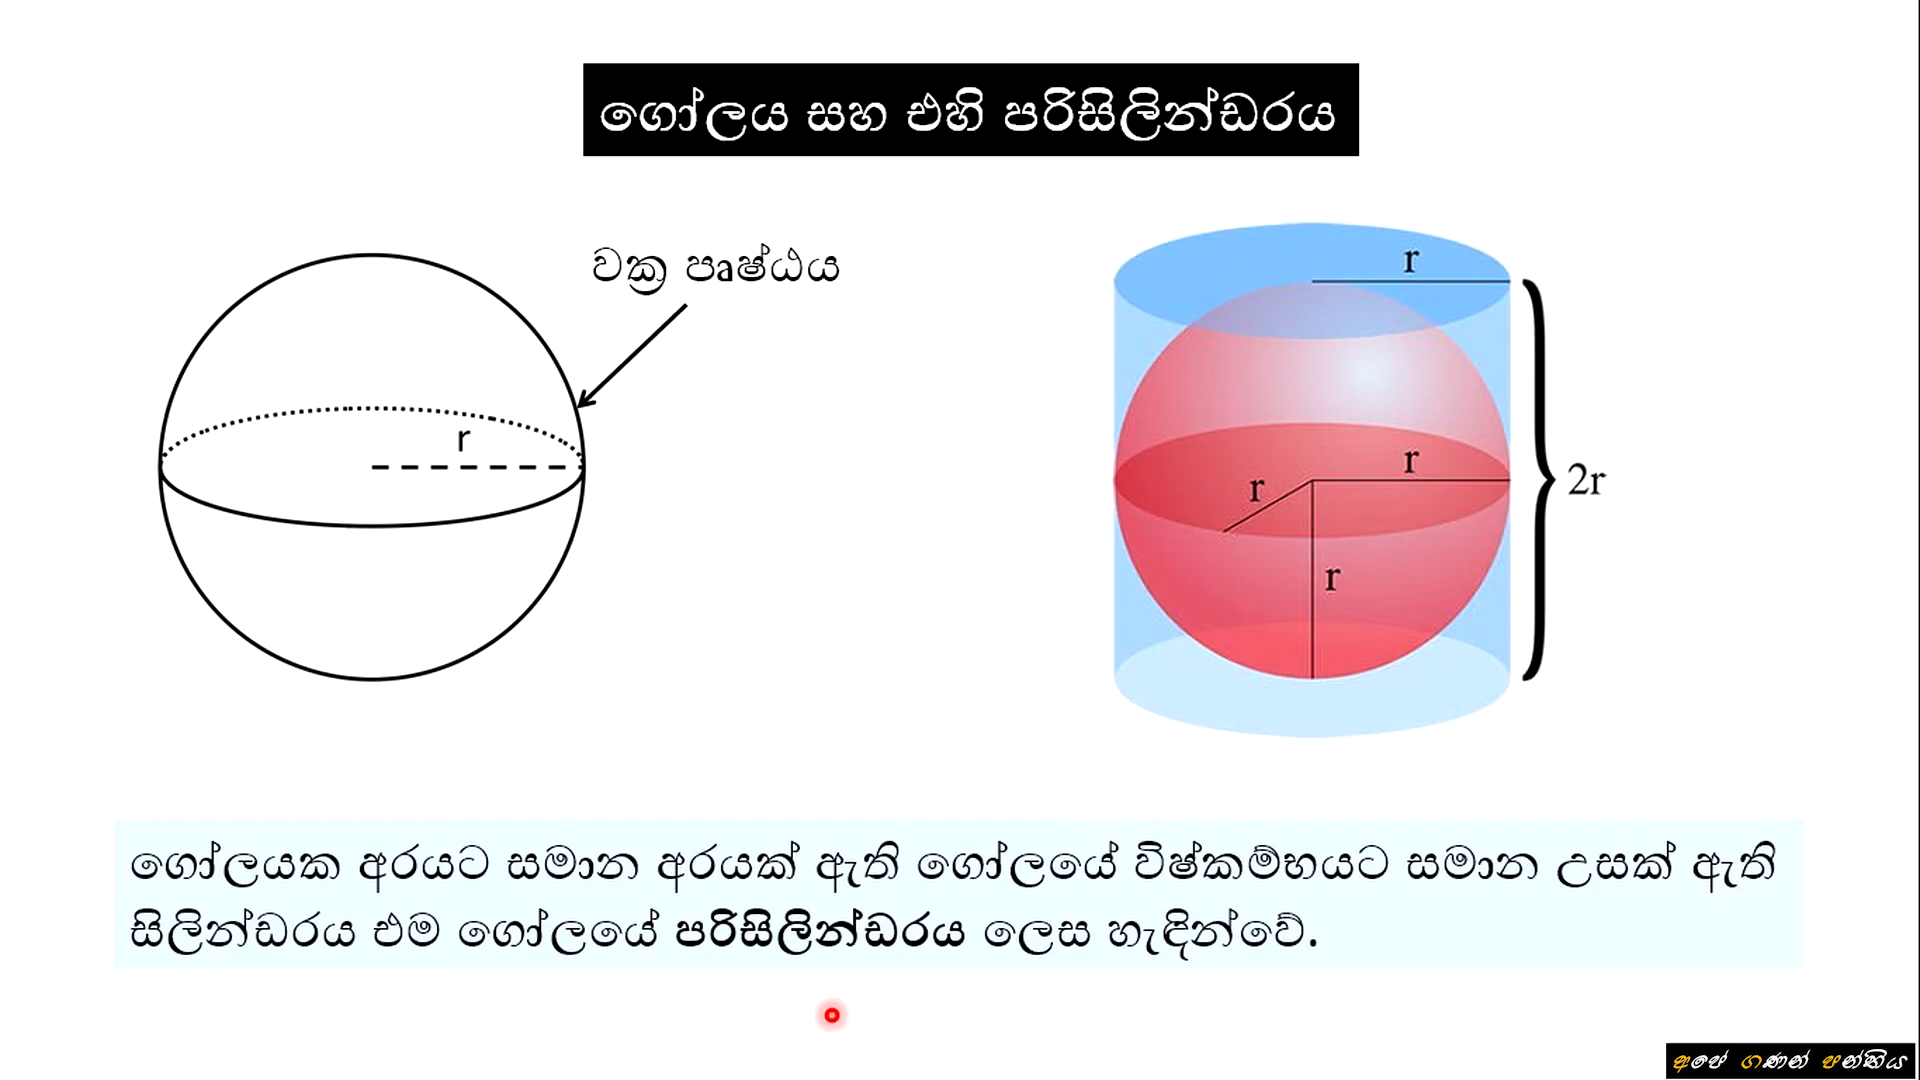 ගෝලය සහ එහි පරිසිලින්ඩරය
වක්‍ර පෘෂ්ඨය
r
r
r
r
r
2r
ගෝලයක අරයට සමාන අරයක් ඇති ගෝලයේ විෂ්කම්භයට සමාන උසක් ඇති
සිලින්ඩරය එම ගෝලයේ පරිසිලින්ඩරය ලෙස හැඳින්වේ.
අපේ ගණන් පන්තිය